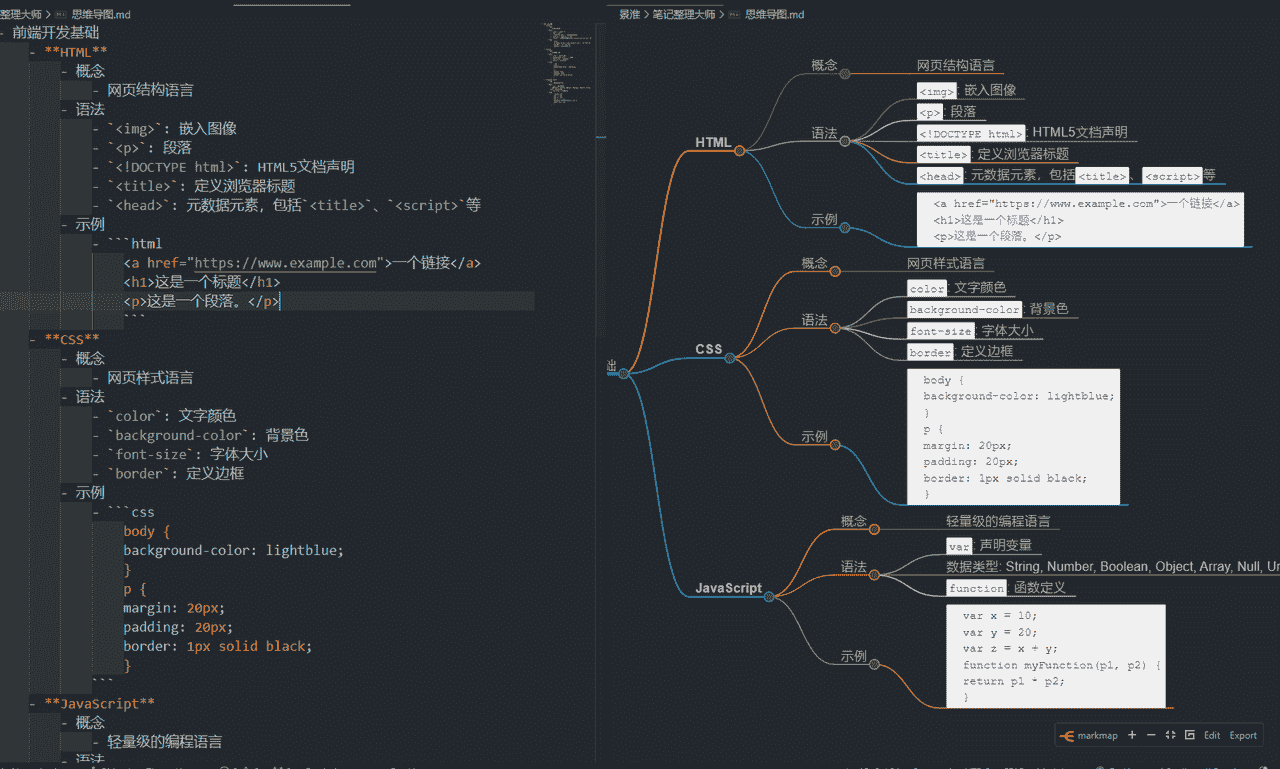 整理大师 > 思维导图.md
- 前端开发基础
- **HTML**
- 概念
- 网页结构语言
- 语法
- `<img>`: 嵌入图像
- `<p>`: 段落
- `<!DOCTYPE html>`: HTML5文档声明
- `<title>`: 定义浏览器标题
- `<head>`: 元数据元素，包括`<title>`、`<script>`等
- 示例
- ```html
<a href="https://www.example.com">一个链接</a>
<h1>这是一个标题</h1>
<p>这是一个段落。</p>
```
- **CSS**
- 概念
- 网页样式语言
- 语法
- `color`: 文字颜色
- `background-color`: 背景色
- `font-size`: 字体大小
- `border`: 定义边框
- 示例
- ```css
body {
background-color: lightblue;
}
p {
margin: 20px;
padding: 20px;
border: 1px solid black;
}
```
- **JavaScript**
- 概念
- 轻量级的编程语言
- 语法
景淮 > 笔记整理大师 > 思维导图.md
础
HTML
概念
网页结构语言
语法
<img>: 嵌入图像
<p>: 段落
<!DOCTYPE html>: HTML5文档声明
<title>: 定义浏览器标题
<head>: 元数据元素，包括<title>、<script>等
示例
<a href="https://www.example.com">一个链接</a>
<h1>这是一个标题</h1>
<p>这是一个段落。</p>
CSS
概念
网页样式语言
语法
color: 文字颜色
background-color: 背景色
font-size: 字体大小
border: 定义边框
示例
body {
background-color: lightblue;
}
p {
margin: 20px;
padding: 20px;
border: 1px solid black;
}
JavaScript
概念
轻量级的编程语言
语法
var: 声明变量
数据类型: String, Number, Boolean, Object, Array, Null, Un
function: 函数定义
示例
var x = 10;
var y = 20;
var z = x + y;
function myFunction(p1, p2) {
return p1 * p2;
}
markmap + − Edit Export